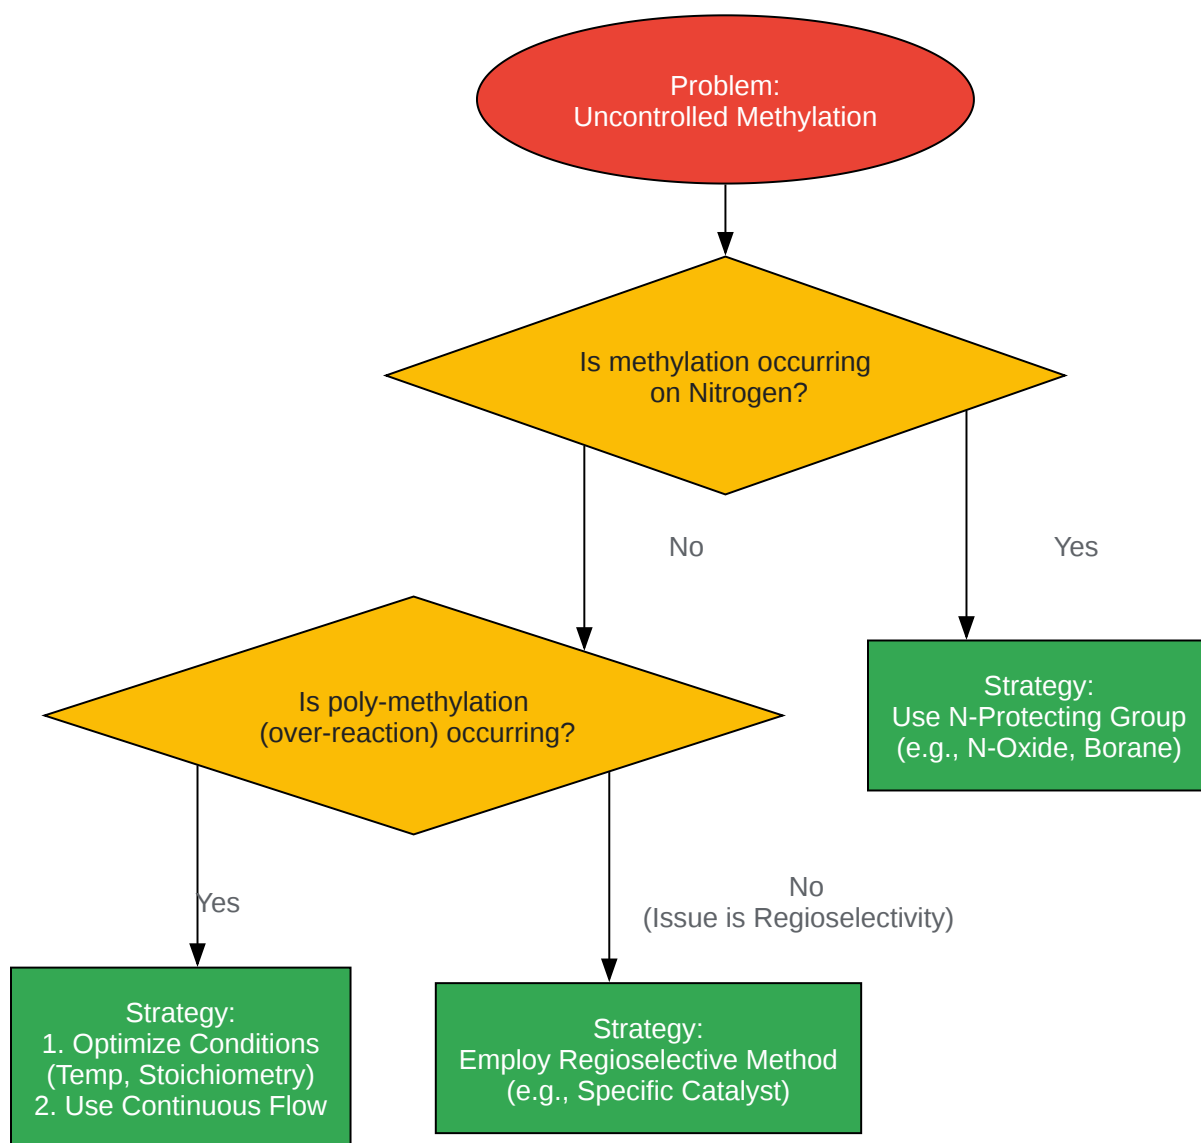 Problem:
Uncontrolled Methylation
Is methylation occurring
on Nitrogen?
No
Yes
Strategy:
Use N-Protecting Group
(e.g., N-Oxide, Borane)
Is poly-methylation
(over-reaction) occurring?
Yes
No
(Issue is Regioselectivity)
Strategy:
1. Optimize Conditions
(Temp, Stoichiometry)
2. Use Continuous Flow
Strategy:
Employ Regioselective Method
(e.g., Specific Catalyst)